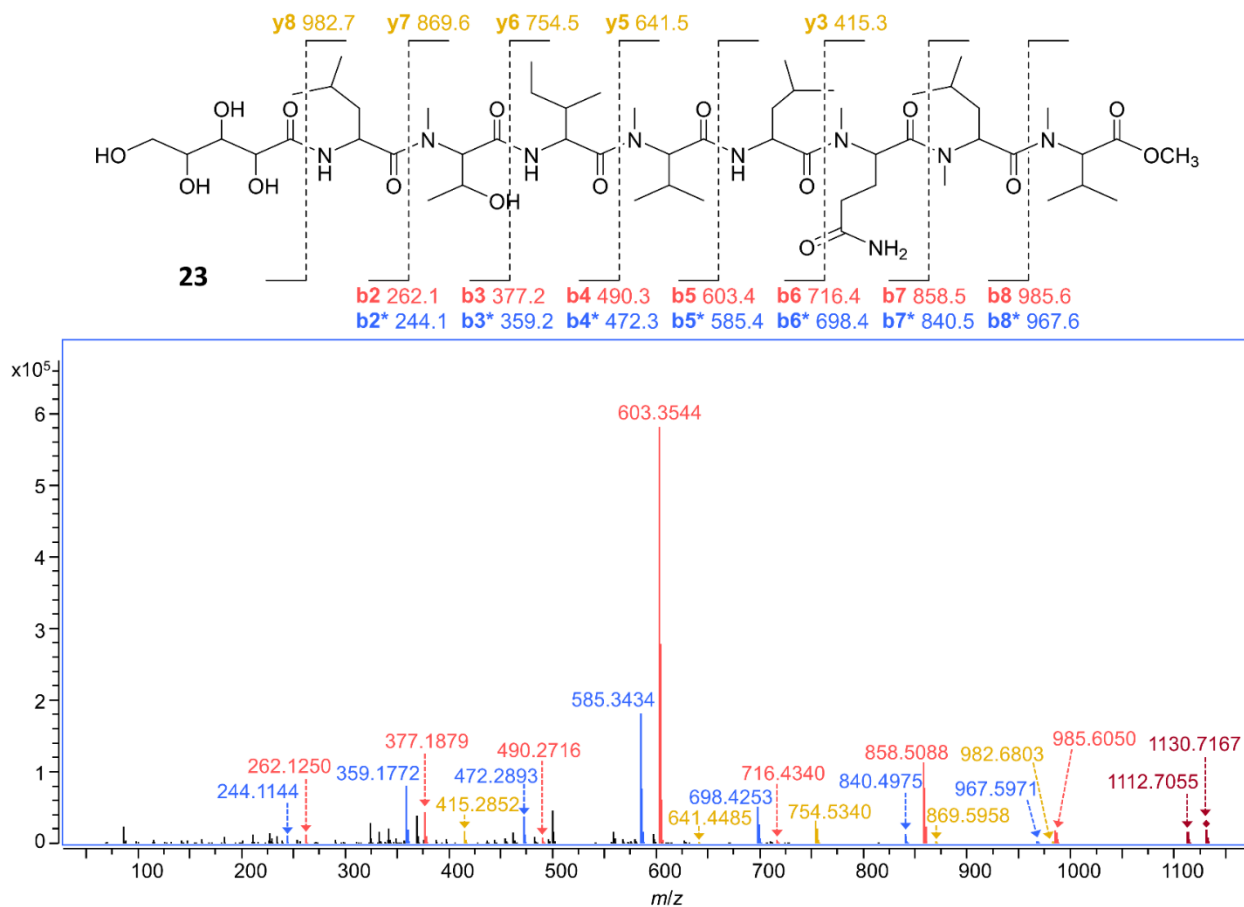 y8 982.7 y7 869.6 y6 754.5 y5 641.5 y3 415.3
OH O N O O N O O N O O
HO N H N H N H N OCH3
OH OH O OH O O O O
O NH2
23
b2 262.1 b3 377.2 b4 490.3 b5 603.4 b6 716.4 b7 858.5 b8 985.6
b2* 244.1 b3* 359.2 b4* 472.3 b5* 585.4 b6* 698.4 b7* 840.5 b8* 967.6
x10⁵
6
5
4
3
2
1
0
603.3544
585.3434
377.1879
262.1250
490.2716
359.1772
472.2893
244.1144
415.2852
716.4340
698.4253
641.4485
754.5340
858.5088
840.4975
869.5958
982.6803
967.5971
985.6050
1130.7167
1112.7055
100 200 300 400 500 600 700 800 900 1000 1100
m/z